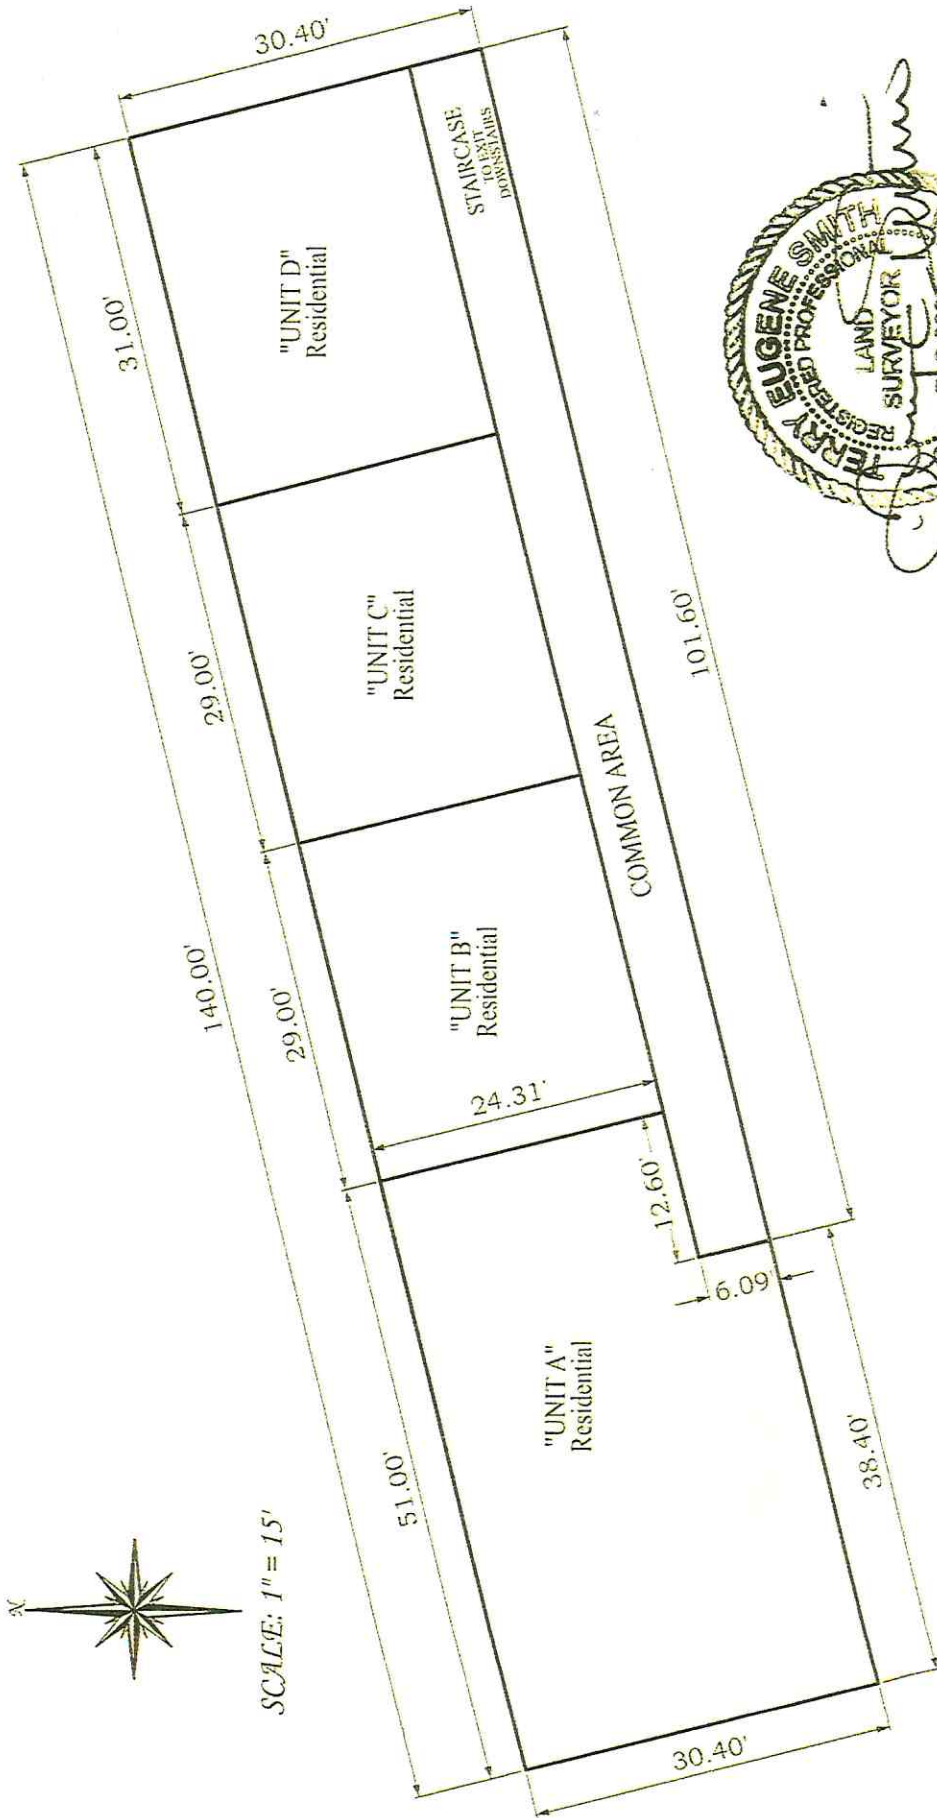 N
SCALE: 1" = 15'
140.00'
51.00'
29.00'
29.00'
31.00'
30.40'
30.40'
"UNIT A"
Residential
"UNIT B"
Residential
"UNIT C"
Residential
"UNIT D"
Residential
24.31'
12.60'
6.09'
COMMON AREA
STAIRCASE
TO EXIT
DOWNSTAIRS
38.40'
101.60'
TERRY EUGENE SMITH
REGISTERED PROFESSIONAL
LAND
SURVEYOR